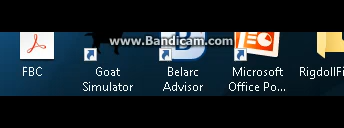 www.Bandicam.com
FBC
Goat
Simulator
Belarc
Advisor
Microsoft
Office Po...
RigdollFi